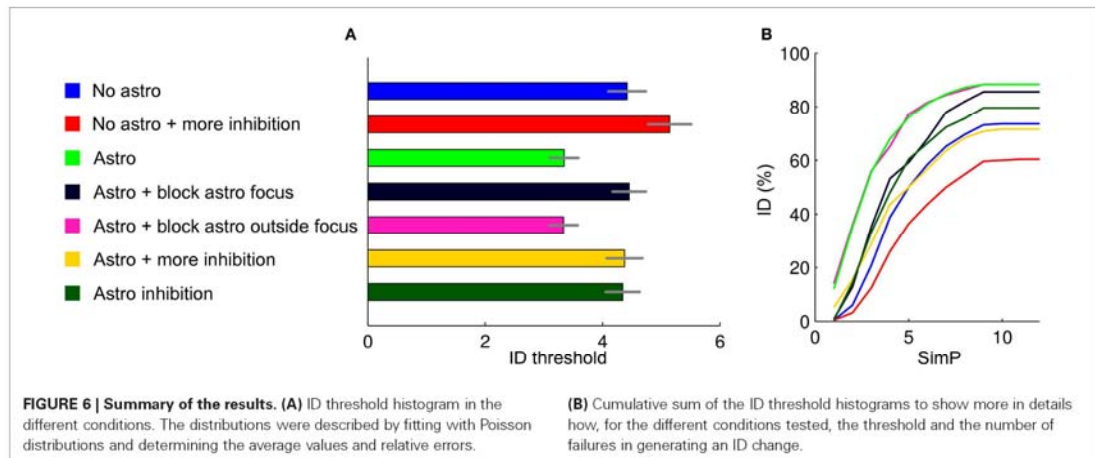 A
No astro
No astro + more inhibition
Astro
Astro + block astro focus
Astro + block astro outside focus
Astro + more inhibition
Astro inhibition
0
2
4
6
ID threshold
B
100
80
60
40
20
0
ID (%)
0
5
10
SimP
FIGURE 6 | Summary of the results. (A) ID threshold histogram in the
different conditions. The distributions were described by fitting with Poisson
distributions and determining the average values and relative errors.
(B) Cumulative sum of the ID threshold histograms to show more in details
how, for the different conditions tested, the threshold and the number of
failures in generating an ID change.